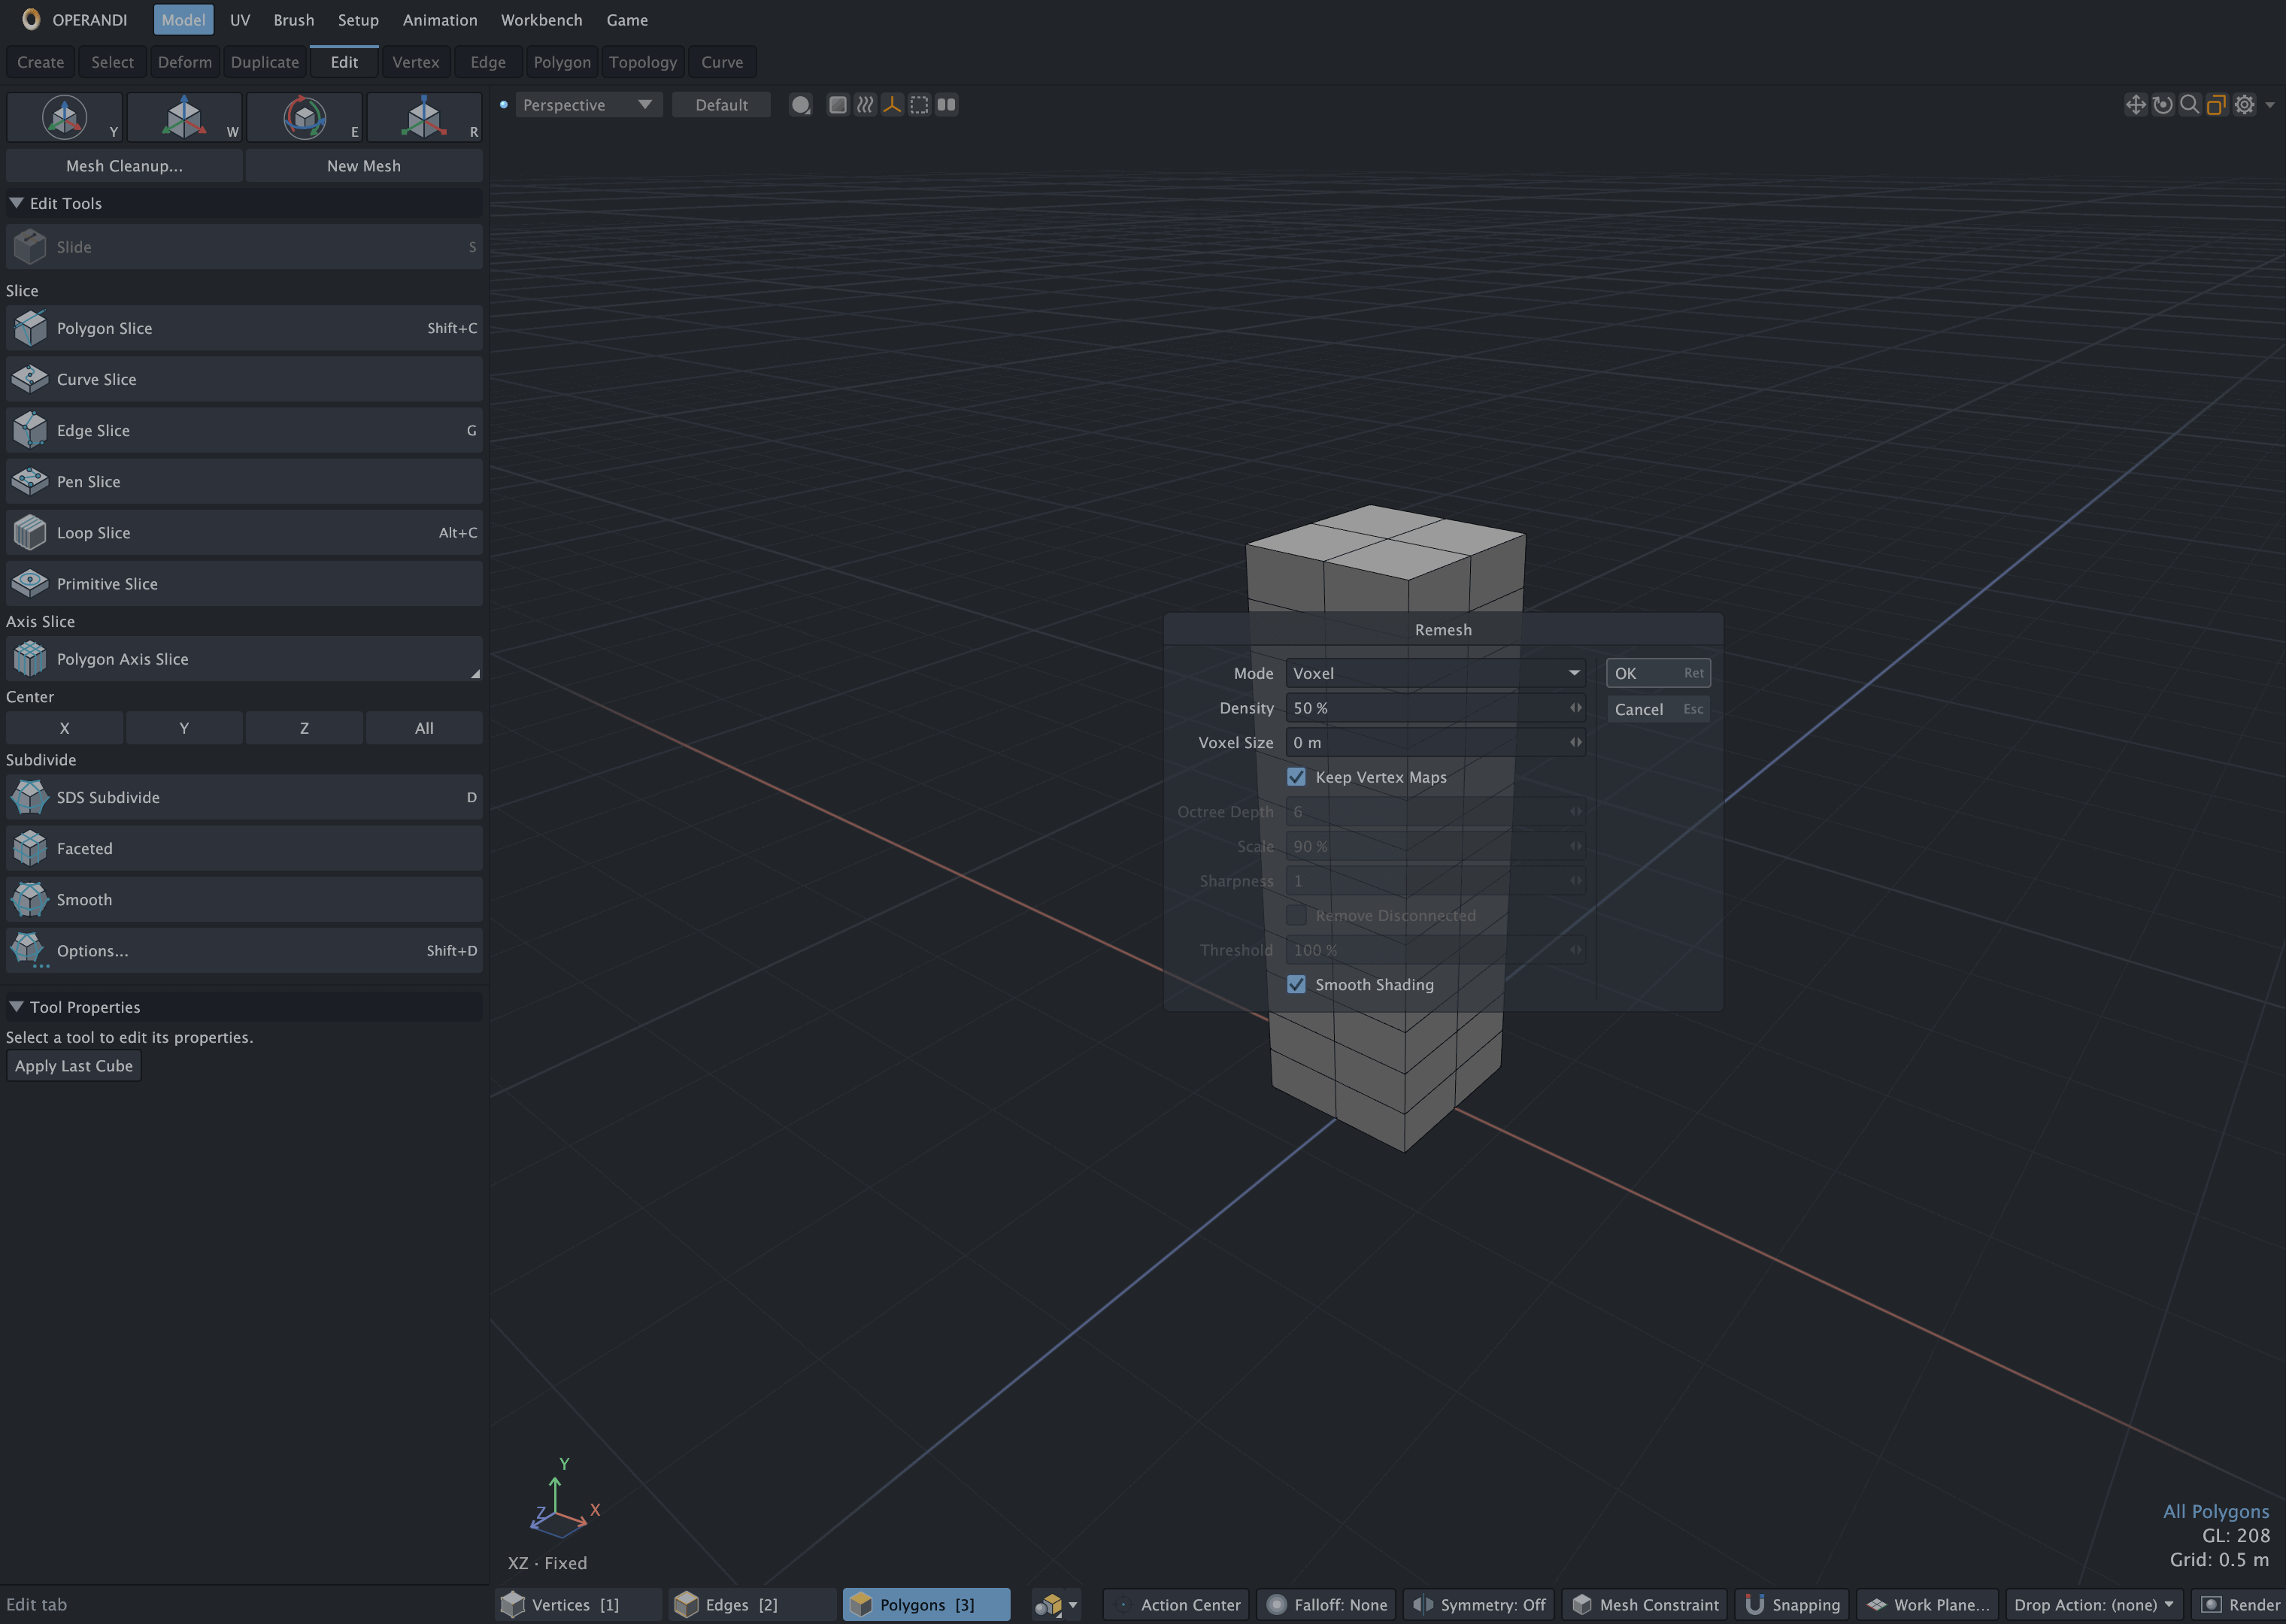 OPERANDI Model UV Brush Setup Animation Workbench Game
Create Select Deform Duplicate Edit Vertex Edge Polygon Topology Curve
Y W E R
Mesh Cleanup... New Mesh
Edit Tools
Slide S
Slice
Polygon Slice Shift+C
Curve Slice
Edge Slice G
Pen Slice
Loop Slice Alt+C
Primitive Slice
Axis Slice
Polygon Axis Slice
Center
X Y Z All
Subdivide
SDS Subdivide D
Faceted
Smooth
Options... Shift+D
Tool Properties
Select a tool to edit its properties.
Apply Last Cube
Edit tab
Perspective Default
Remesh
Mode Voxel
Density 50 %
Voxel Size 0 m
Keep Vertex Maps
Octree Depth 6
Scale 90 %
Sharpness 1
Remove Disconnected
Threshold 100 %
Smooth Shading
OK Ret
Cancel Esc
Y
Z X
XZ · Fixed
All Polygons
GL: 208
Grid: 0.5 m
Vertices [1] Edges [2] Polygons [3] Action Center Falloff: None Symmetry: Off Mesh Constraint Snapping Work Plane... Drop Action: (none) Render